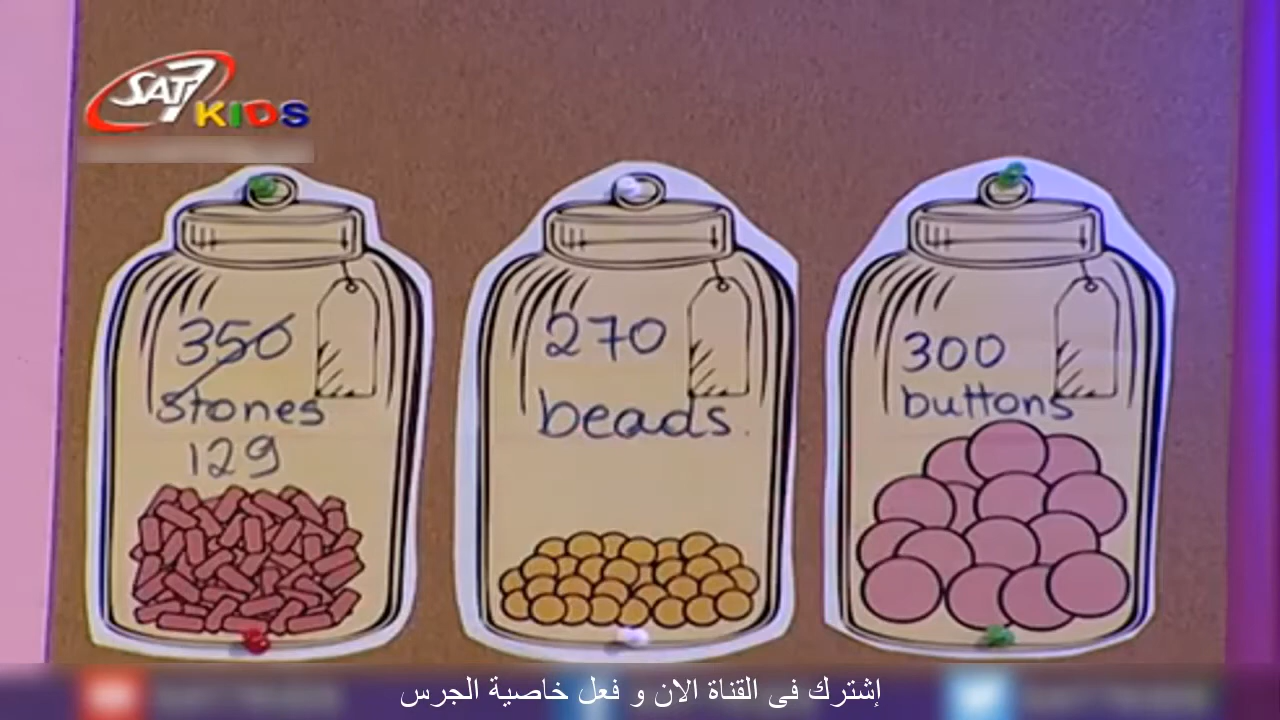 SAT7
KIDS
350
stones
129
270
beads.
300
buttons
إشترك فى القناة الان و فعل خاصية الجرس